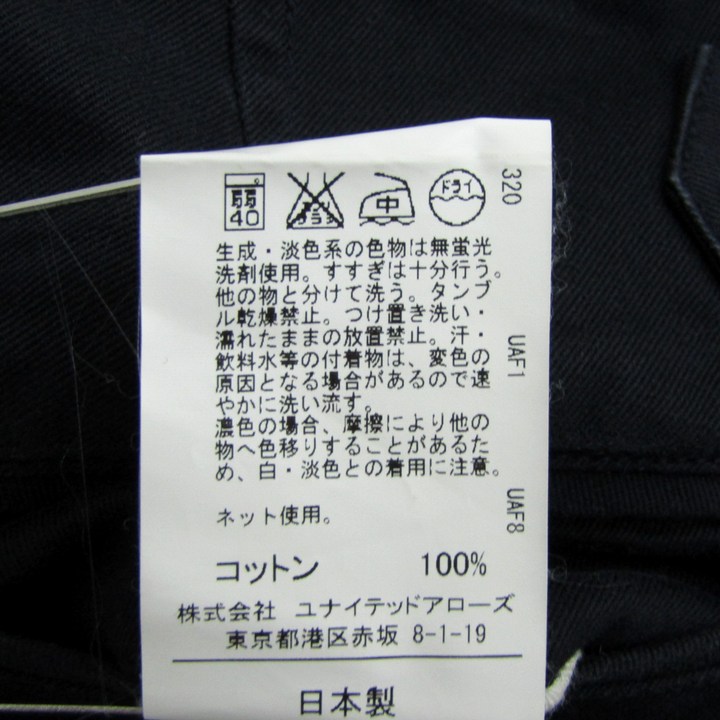 弱 40 エンソ サラシ 中 ドライ
生成・淡色系の色物は無蛍光
洗剤使用。すすぎは十分行う。
他の物と分けて洗う。タンブ
ル乾燥禁止。つけ置き洗い・
濡れたままの放置禁止。汗・
飲料水等の付着物は、変色の
原因となる場合があるので速
やかに洗い流す。
濃色の場合、摩擦により他の
物へ色移りすることがあるた
め、白・淡色との着用に注意。
ネット使用。
コットン 100%
株式会社 ユナイテッドアローズ
東京都港区赤坂 8-1-19
日本製
320
UAF1
UAF8